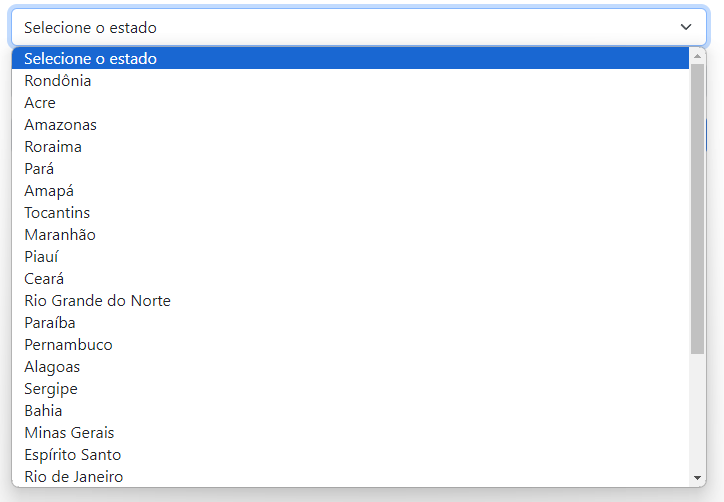 Selecione o estado
Selecione o estado
Rondônia
Acre
Amazonas
Roraima
Pará
Amapá
Tocantins
Maranhão
Piauí
Ceará
Rio Grande do Norte
Paraíba
Pernambuco
Alagoas
Sergipe
Bahia
Minas Gerais
Espírito Santo
Rio de Janeiro